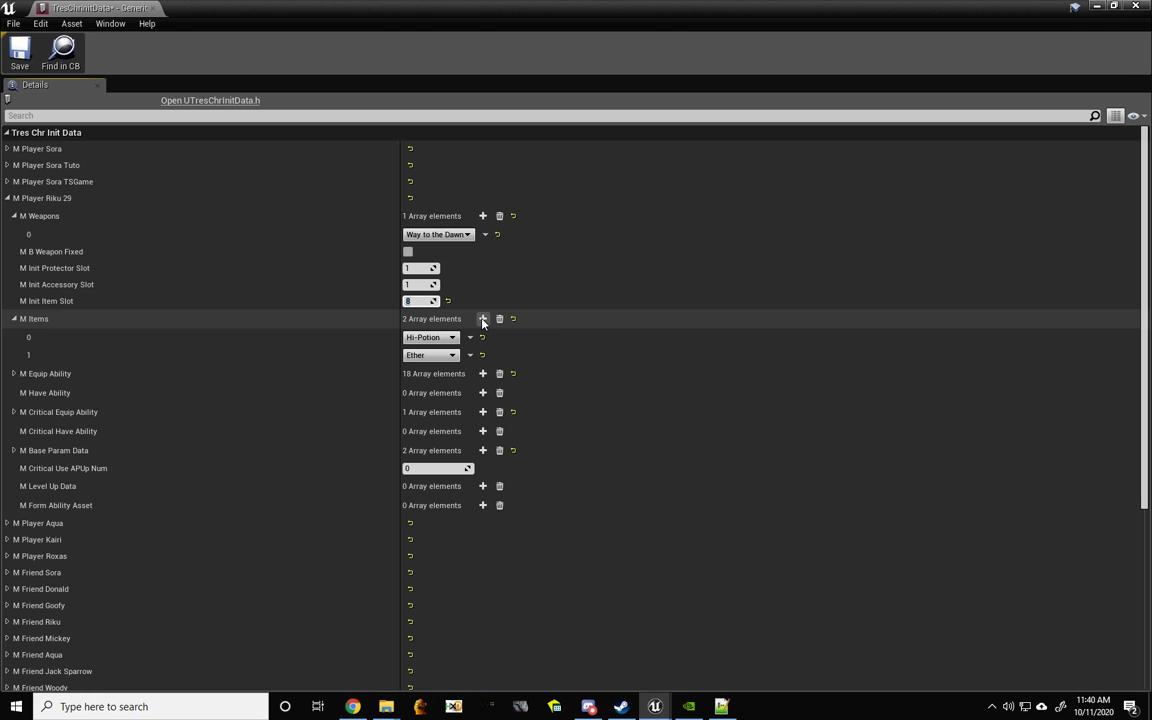 TresChrInitData* - Generic
File Edit Asset Window Help
Save Find in CB
Details
Open UTresChrInitData.h
Search
Tres Chr Init Data
M Player Sora
M Player Sora Tuto
M Player Sora TSGame
M Player Riku 29
M Weapons 1 Array elements
0 Way to the Dawn
M B Weapon Fixed
M Init Protector Slot 1
M Init Accessory Slot 1
M Init Item Slot 8
M Items 2 Array elements
0 Hi-Potion
1 Ether
M Equip Ability 18 Array elements
M Have Ability 0 Array elements
M Critical Equip Ability 1 Array elements
M Critical Have Ability 0 Array elements
M Base Param Data 2 Array elements
M Critical Use APUp Num 0
M Level Up Data 0 Array elements
M Form Ability Asset 0 Array elements
M Player Aqua
M Player Kairi
M Player Roxas
M Friend Sora
M Friend Donald
M Friend Goofy
M Friend Riku
M Friend Mickey
M Friend Aqua
M Friend Jack Sparrow
M Friend Woody
Type here to search
11:40 AM
10/11/2020
2